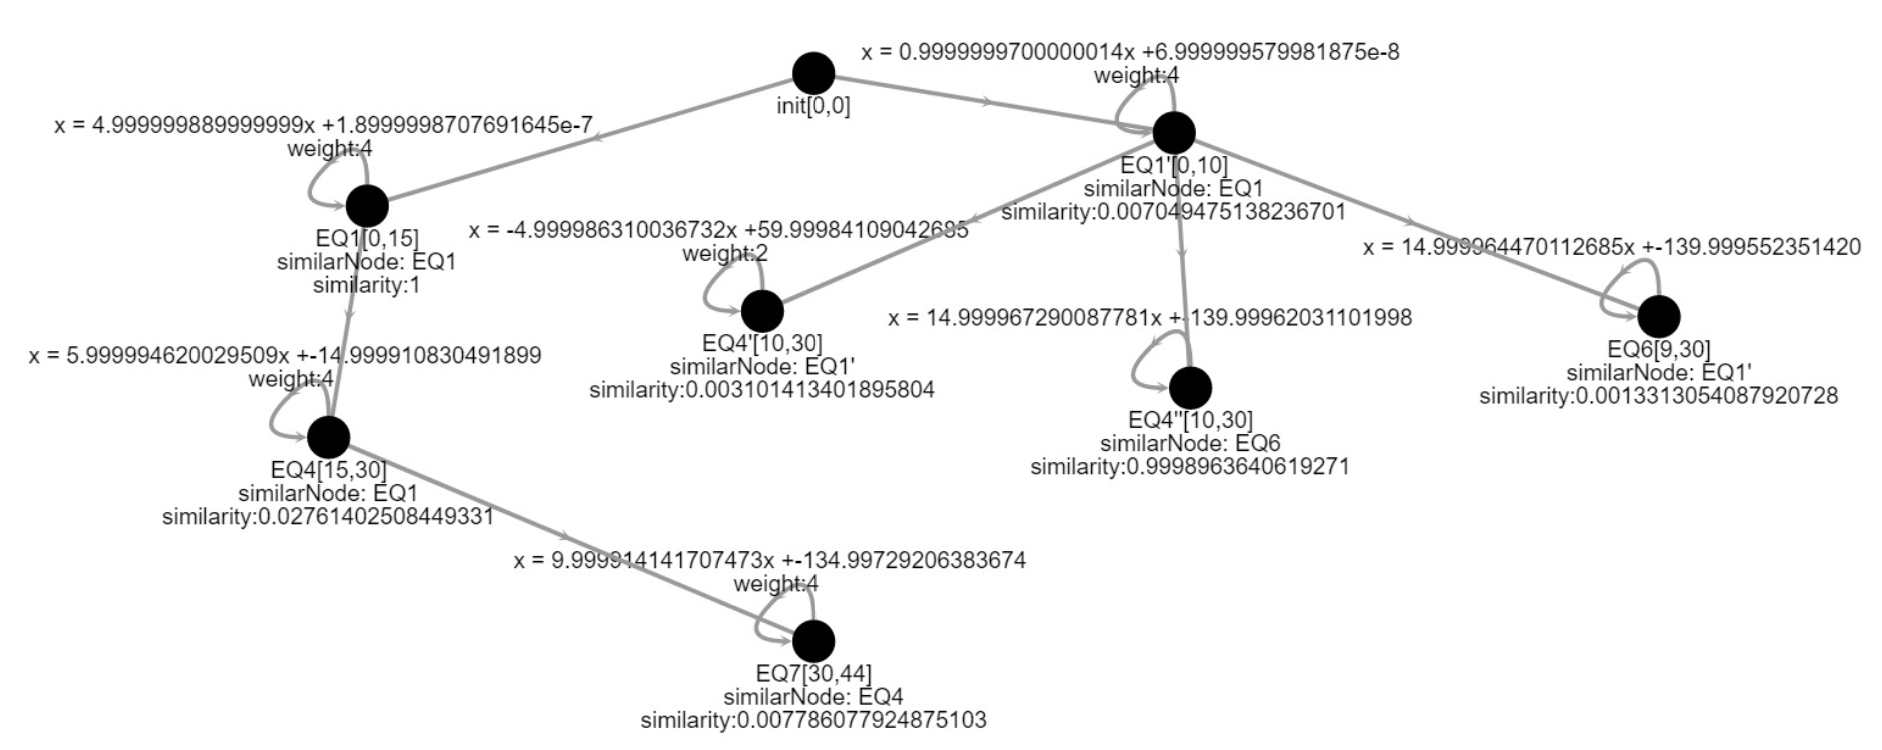 x = 0.9999999700000014x +6.999999579981875e-8
weight:4
init[0,0]
x = 4.999999889999999x +1.8999998707691645e-7
weight:4
EQ1'[0,10]
similarNode: EQ1
similarity:0.007049475138236701
EQ1[0,15]
similarNode: EQ1
similarity:1
x = -4.999986310036732x +59.99984109042685
weight:2
x = 14.999964470112685x +-139.999552351420
EQ4'[10,30]
similarNode: EQ1'
similarity:0.003101413401895804
x = 14.999967290087781x +-139.99962031101998
EQ6[9,30]
similarNode: EQ1'
similarity:0.0013313054087920728
x = 5.999994620029509x +-14.999910830491899
weight:4
EQ4''[10,30]
similarNode: EQ6
similarity:0.9998963640619271
EQ4[15,30]
similarNode: EQ1
similarity:0.02761402508449331
x = 9.999914141707473x +-134.99729206383674
weight:4
EQ7[30,44]
similarNode: EQ4
similarity:0.007786077924875103